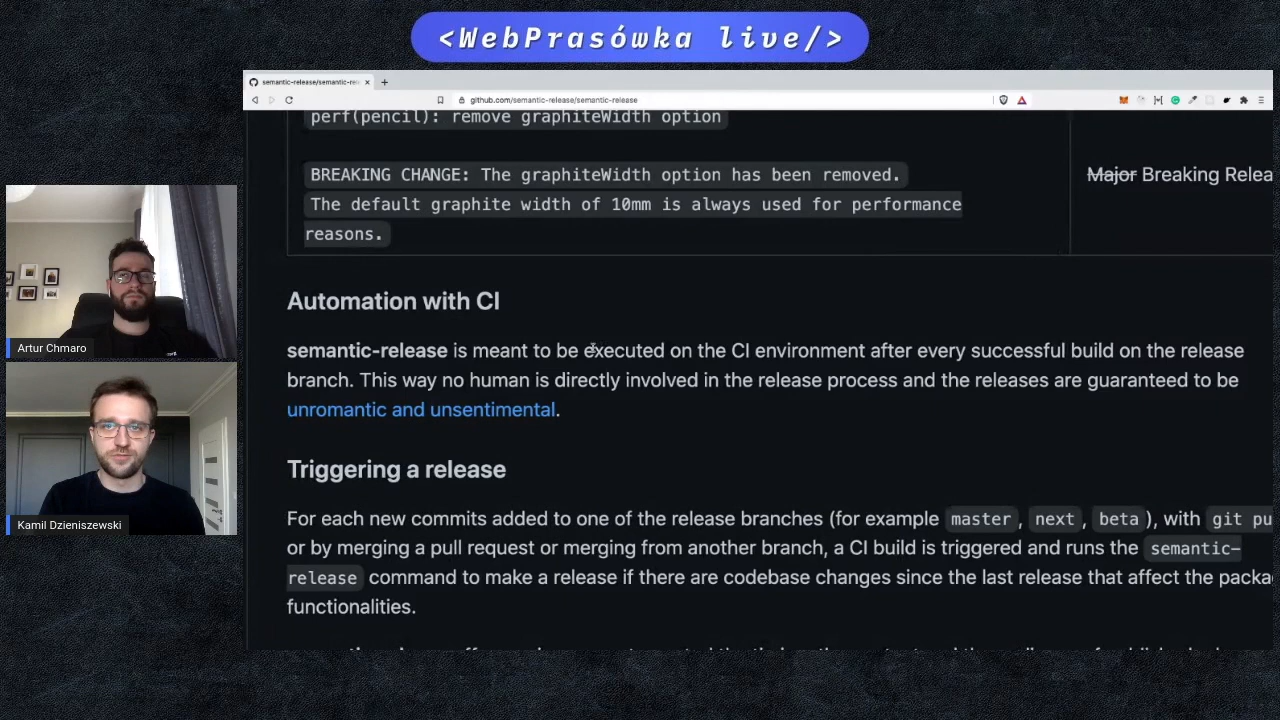 <WebPrasówka live/>
semantic-release/semantic-rele
github.com/semantic-release/semantic-release
perf(pencil): remove graphiteWidth option
BREAKING CHANGE: The graphiteWidth option has been removed.
The default graphite width of 10mm is always used for performance
reasons.
Major Breaking Relea
Automation with CI
semantic-release is meant to be executed on the CI environment after every successful build on the release
branch. This way no human is directly involved in the release process and the releases are guaranteed to be
unromantic and unsentimental.
Triggering a release
For each new commits added to one of the release branches (for example master, next, beta), with git pu
or by merging a pull request or merging from another branch, a CI build is triggered and runs the semantic-
release command to make a release if there are codebase changes since the last release that affect the packa
functionalities.
Artur Chmaro
Kamil Dzieniszewski